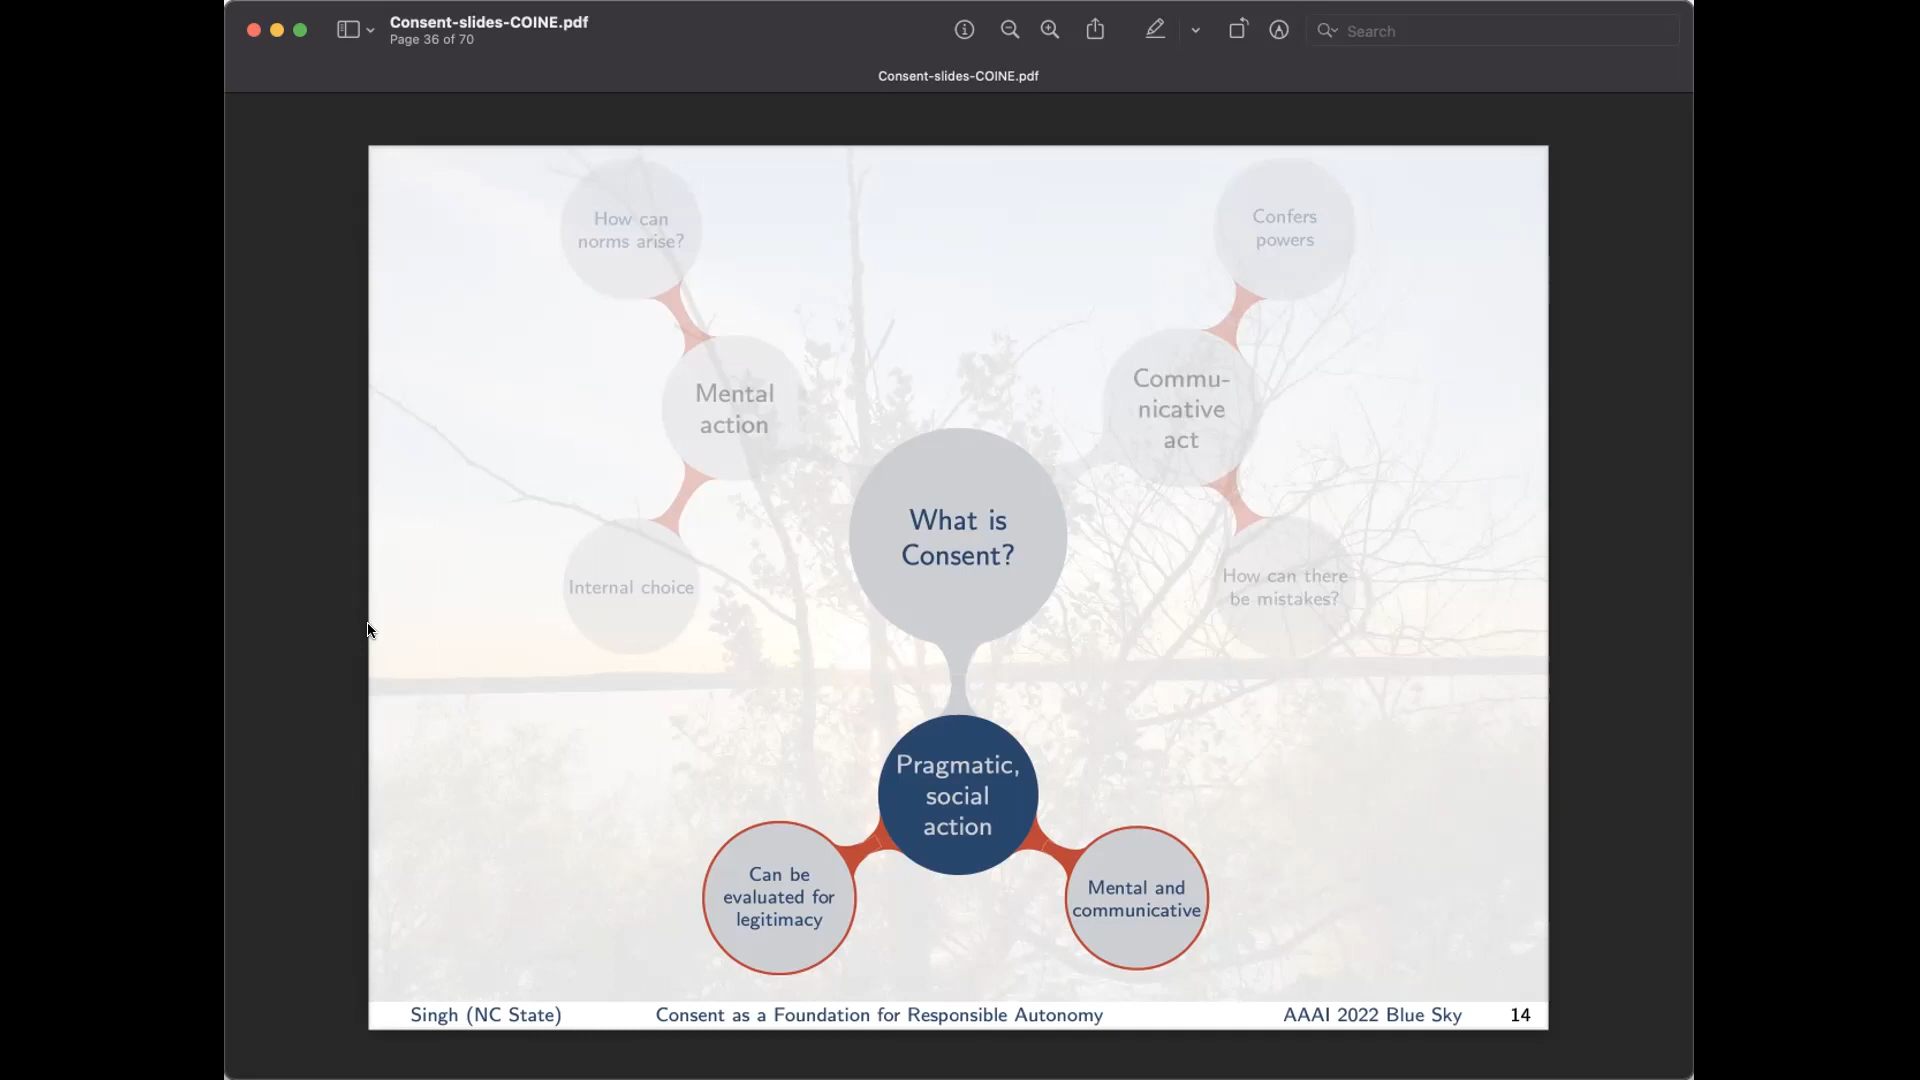 Consent-slides-COINE.pdf
Page 36 of 70
Search
Consent-slides-COINE.pdf
How can
norms arise?
Confers
powers
Mental
action
Commu-
nicative
act
What is
Consent?
Internal choice
How can there
be mistakes?
Pragmatic,
social
action
Can be
evaluated for
legitimacy
Mental and
communicative
Singh (NC State)
Consent as a Foundation for Responsible Autonomy
AAAI 2022 Blue Sky
14